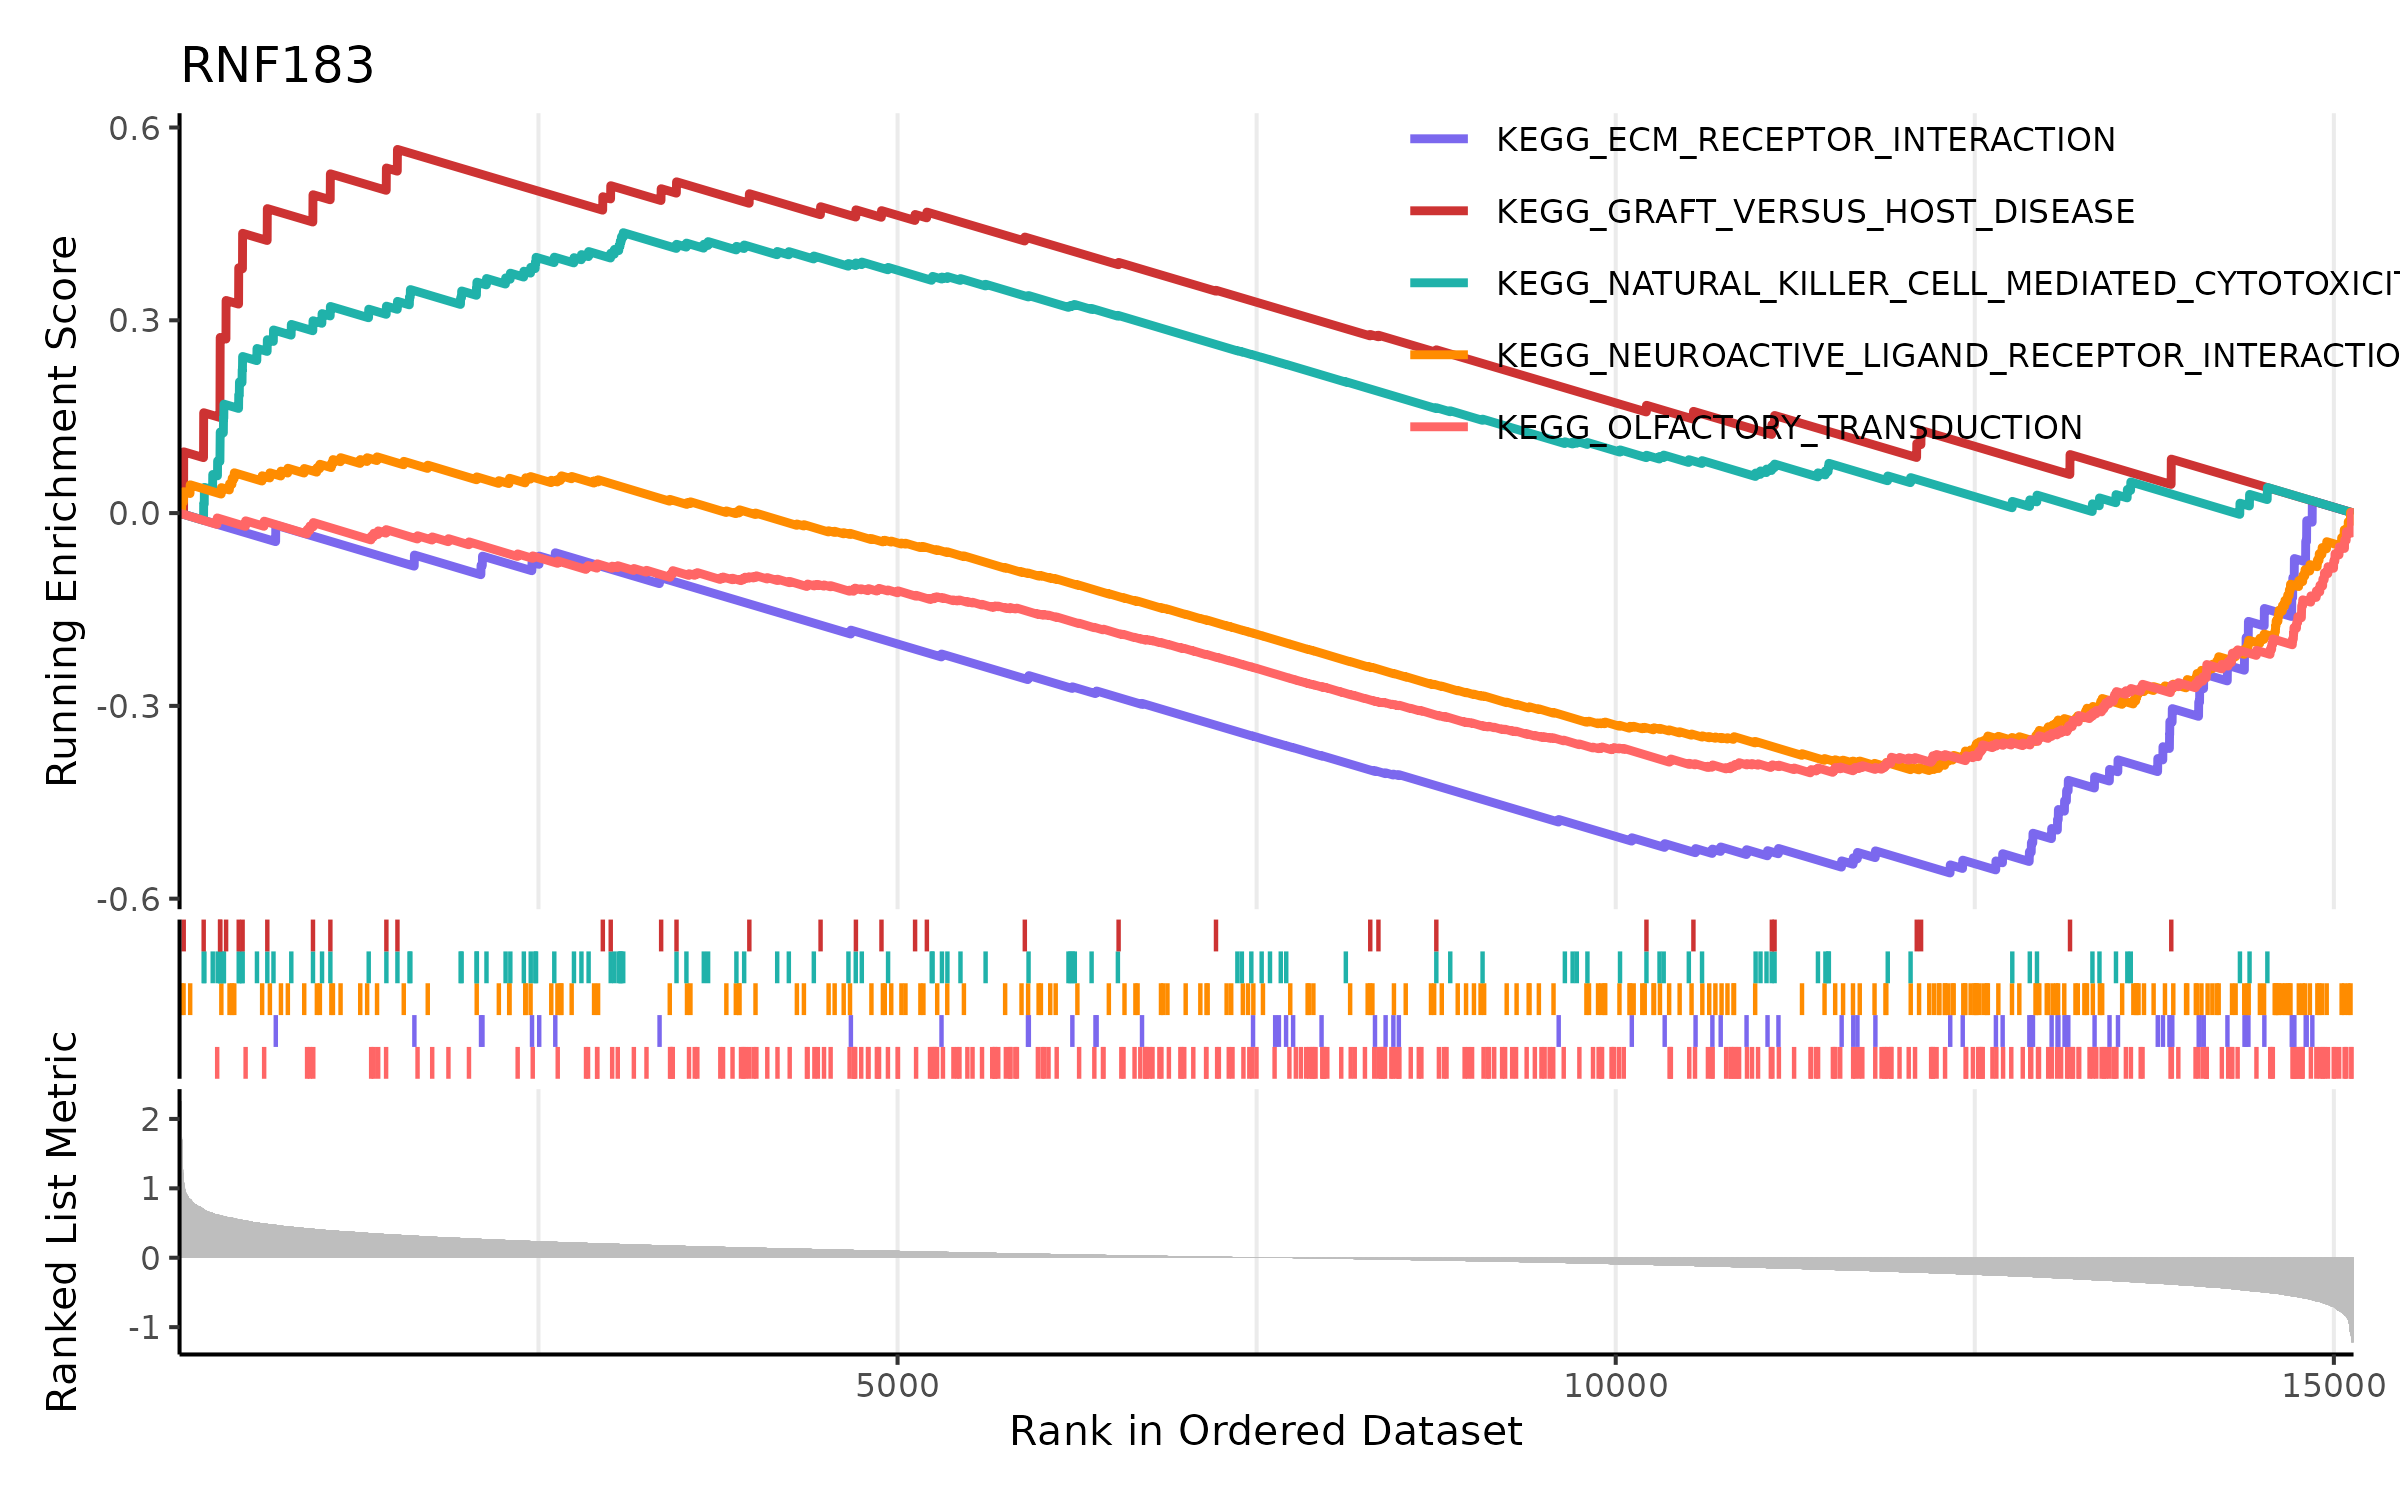 RNF183
Running Enrichment Score
0.6
0.3
0.0
-0.3
-0.6
KEGG_ECM_RECEPTOR_INTERACTION
KEGG_GRAFT_VERSUS_HOST_DISEASE
KEGG_NATURAL_KILLER_CELL_MEDIATED_CYTOTOXICIT
KEGG_NEUROACTIVE_LIGAND_RECEPTOR_INTERACTIO
KEGG_OLFACTORY_TRANSDUCTION
Ranked List Metric
2
1
0
-1
5000
10000
15000
Rank in Ordered Dataset